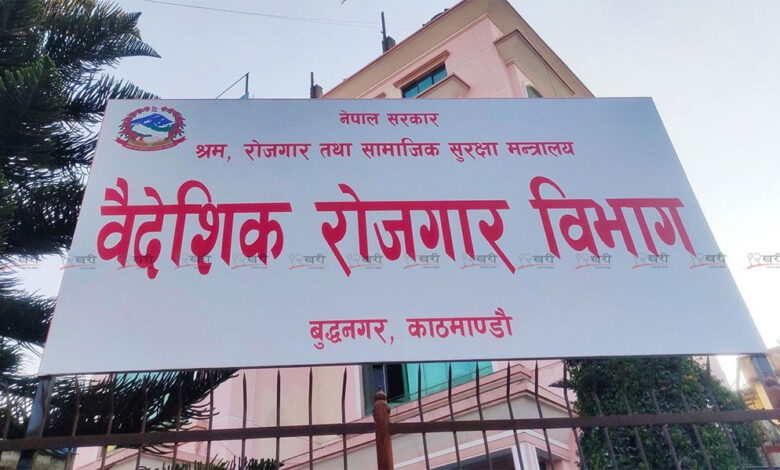 नेपाल सरकार
श्रम, रोजगार तथा सामाजिक सुरक्षा मन्त्रालय
वैदेशिक रोजगार विभाग
बुद्धनगर, काठमाण्डौ